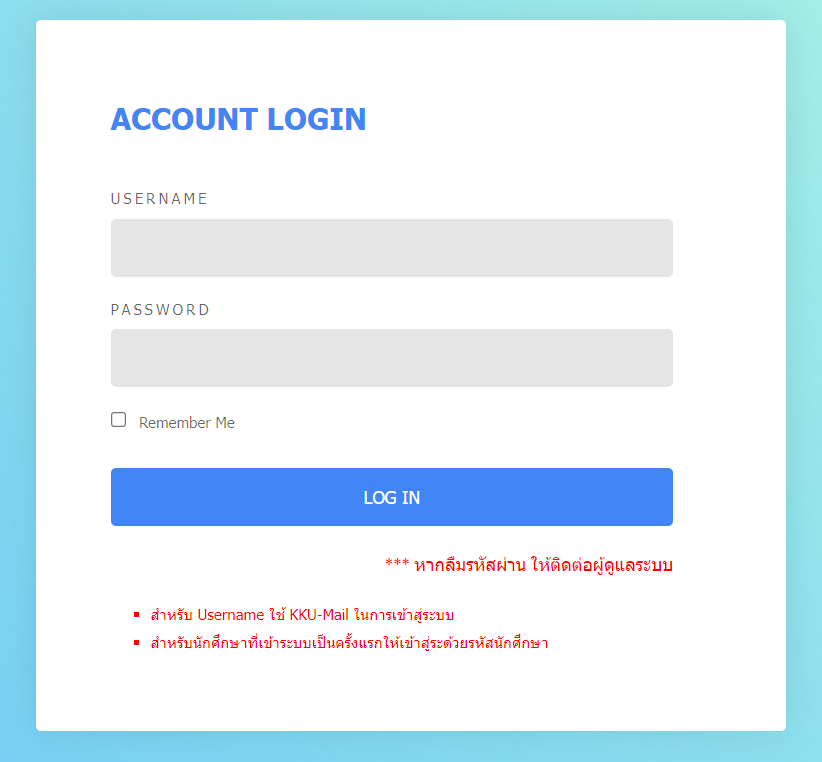 ACCOUNT LOGIN
USERNAME
PASSWORD
Remember Me
LOG IN
*** หากลืมรหัสผ่าน ให้ติดต่อผู้ดูแลระบบ
สำหรับ Username ใช้ KKU-Mail ในการเข้าสู่ระบบ
สำหรับนักศึกษาที่เข้าระบบเป็นครั้งแรกให้เข้าสู่ระด้วยรหัสนักศึกษา